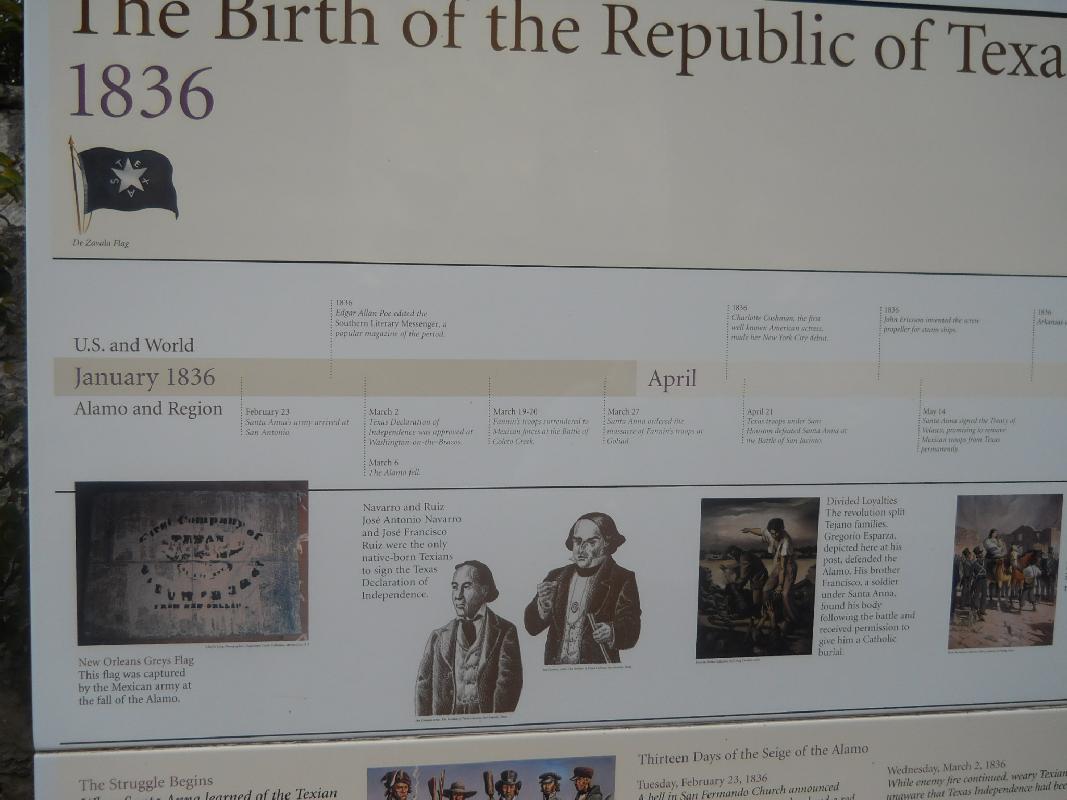 The Birth of the Republic of Texa
1836
TEXAS
De Zavala Flag
1836
Edgar Allan Poe edited the
Southern Literary Messenger, a
popular magazine of the period.
1836
Charlotte Cushman, the first
well known American actress,
made her New York City debut.
1836
John Ericsson invented the screw
propeller for steam ships.
1836
Arkansas
U.S. and World
January 1836
April
Alamo and Region
February 23
Santa Anna's army arrived at
San Antonio.
March 2
Texas Declaration of
Independence was approved at
Washington-on-the-Brazos.
March 6
The Alamo fell.
March 19-20
Fannin's troops surrendered to
Mexican forces at the Battle of
Coleto Creek.
March 27
Santa Anna ordered the
massacre of Fannin's troops at
Goliad.
April 21
Texas troops under Sam
Houston defeated Santa Anna at
the Battle of San Jacinto.
May 14
Santa Anna signed the Treaty of
Velasco, promising to remove
Mexican troops from Texas
permanently.
First Company of
TEXAN
FROM NEW ORLEANS
New Orleans Greys Flag
This flag was captured
by the Mexican army at
the fall of the Alamo.
Navarro and Ruiz
José Antonio Navarro
and José Francisco
Ruiz were the only
native-born Texians
to sign the Texas
Declaration of
Independence.
Divided Loyalties
The revolution split
Tejano families.
Gregorio Esparza,
depicted here at his
post, defended the
Alamo. His brother
Francisco, a soldier
under Santa Anna,
found his body
following the battle and
received permission to
give him a Catholic
burial.
The Struggle Begins
learned of the Texian
Thirteen Days of the Seige of the Alamo
Tuesday, February 23, 1836
A bell in San Fernando Church announced
Wednesday, March 2, 1836
While enemy fire continued, weary Texian
unaware that Texas Independence had bee